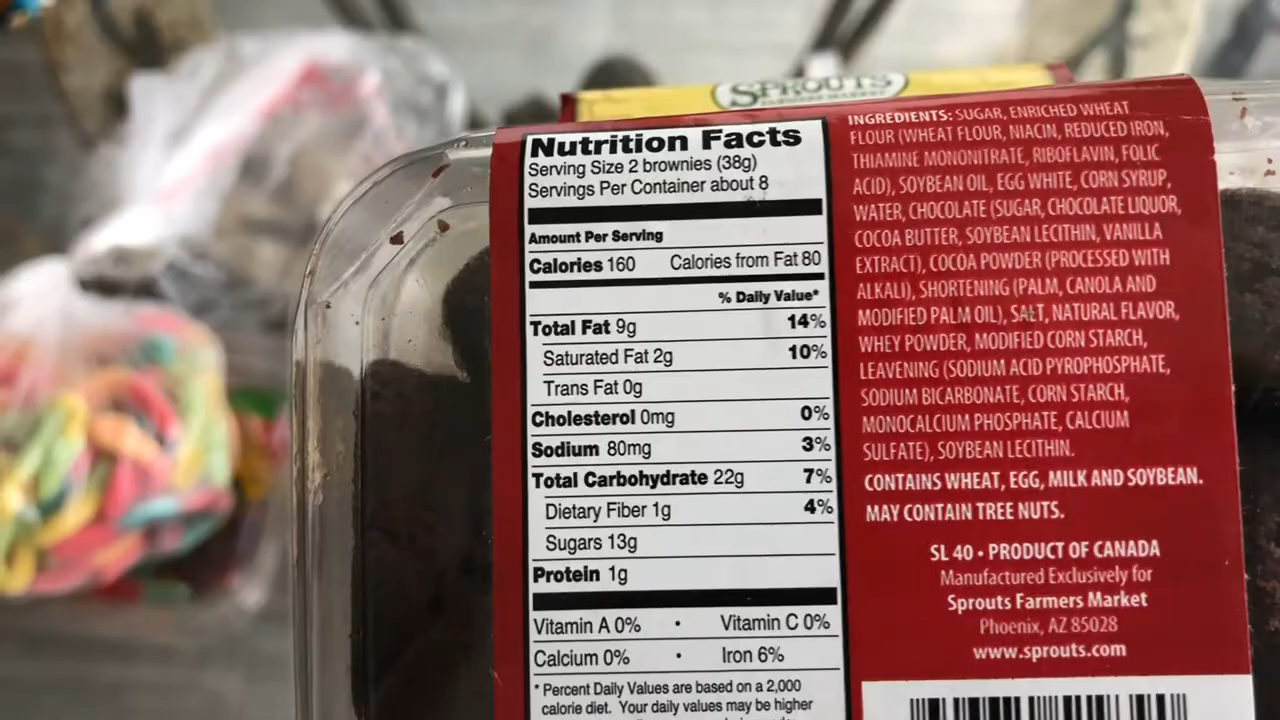 SPROUTS
FARMERS MARKET
Nutrition Facts
Serving Size 2 brownies (38g)
Servings Per Container about 8
Amount Per Serving
Calories 160 Calories from Fat 80
% Daily Value*
Total Fat 9g 14%
Saturated Fat 2g 10%
Trans Fat 0g
Cholesterol 0mg 0%
Sodium 80mg 3%
Total Carbohydrate 22g 7%
Dietary Fiber 1g 4%
Sugars 13g
Protein 1g
Vitamin A 0% • Vitamin C 0%
Calcium 0% • Iron 6%
* Percent Daily Values are based on a 2,000
calorie diet. Your daily values may be higher
INGREDIENTS: SUGAR, ENRICHED WHEAT
FLOUR (WHEAT FLOUR, NIACIN, REDUCED IRON,
THIAMINE MONONITRATE, RIBOFLAVIN, FOLIC
ACID), SOYBEAN OIL, EGG WHITE, CORN SYRUP,
WATER, CHOCOLATE (SUGAR, CHOCOLATE LIQUOR,
COCOA BUTTER, SOYBEAN LECITHIN, VANILLA
EXTRACT), COCOA POWDER (PROCESSED WITH
ALKALI), SHORTENING (PALM, CANOLA AND
MODIFIED PALM OIL), SALT, NATURAL FLAVOR,
WHEY POWDER, MODIFIED CORN STARCH,
LEAVENING (SODIUM ACID PYROPHOSPHATE,
SODIUM BICARBONATE, CORN STARCH,
MONOCALCIUM PHOSPHATE, CALCIUM
SULFATE), SOYBEAN LECITHIN.
CONTAINS WHEAT, EGG, MILK AND SOYBEAN.
MAY CONTAIN TREE NUTS.
SL 40 • PRODUCT OF CANADA
Manufactured Exclusively for
Sprouts Farmers Market
Phoenix, AZ 85028
www.sprouts.com